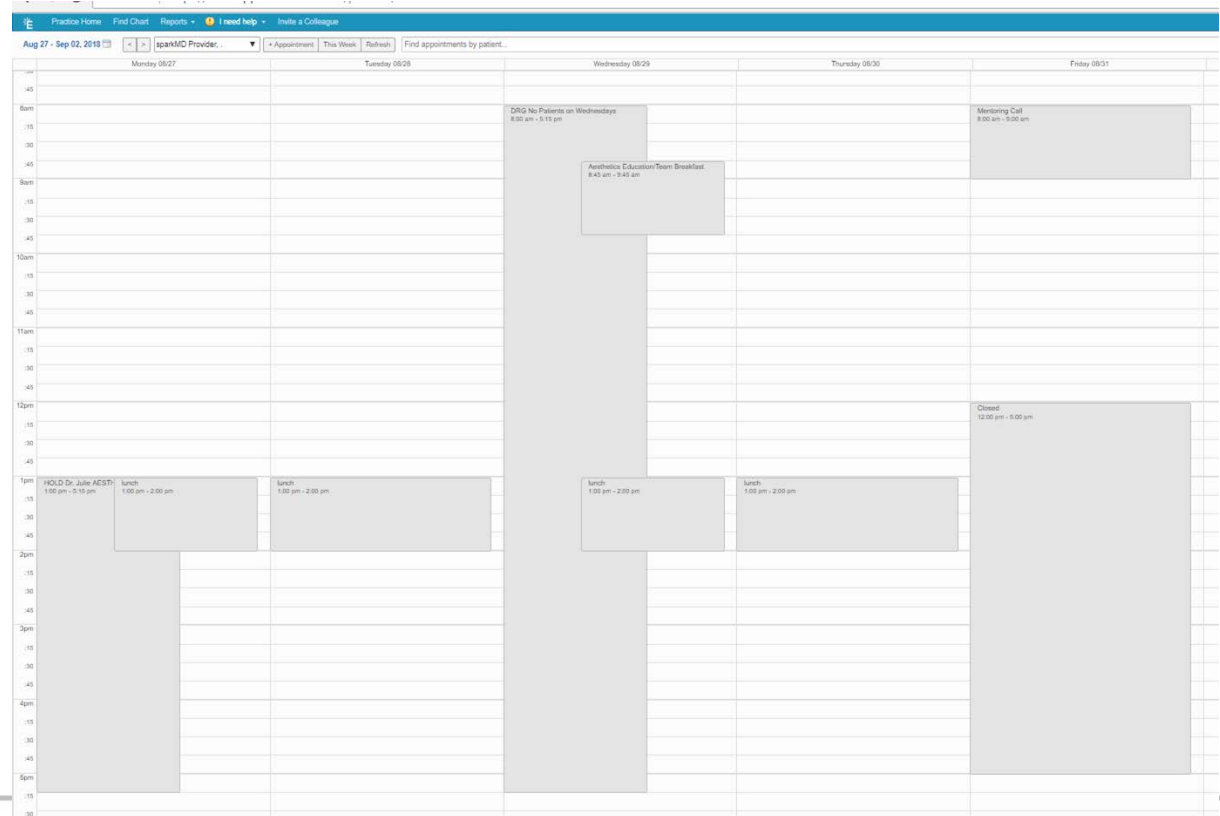 Practice Home Find Chart Reports I need help Invite a Colleague
Aug 27 - Sep 02, 2018 < > sparkMD Provider, . + Appointment This Week Refresh Find appointments by patient...
Monday 08/27 Tuesday 08/28 Wednesday 08/29 Thursday 08/30 Friday 08/31
:45
8am DRG No Patients on Wednesdays Mentoring Call
8:00 am - 5:15 pm 8:00 am - 9:00 am
:15
:30
:45 Aesthetics Education/Team Breakfast
8:45 am - 9:45 am
9am
:15
:30
:45
10am
:15
:30
:45
11am
:15
:30
:45
12pm Closed
12:00 pm - 5:00 pm
:15
:30
:45
1pm HOLD Dr. Julie AESTH lunch lunch lunch lunch
1:00 pm - 5:15 pm 1:00 pm - 2:00 pm 1:00 pm - 2:00 pm 1:00 pm - 2:00 pm 1:00 pm - 2:00 pm
:15
:30
:45
2pm
:15
:30
:45
3pm
:15
:30
:45
4pm
:15
:30
:45
5pm
:15
:30